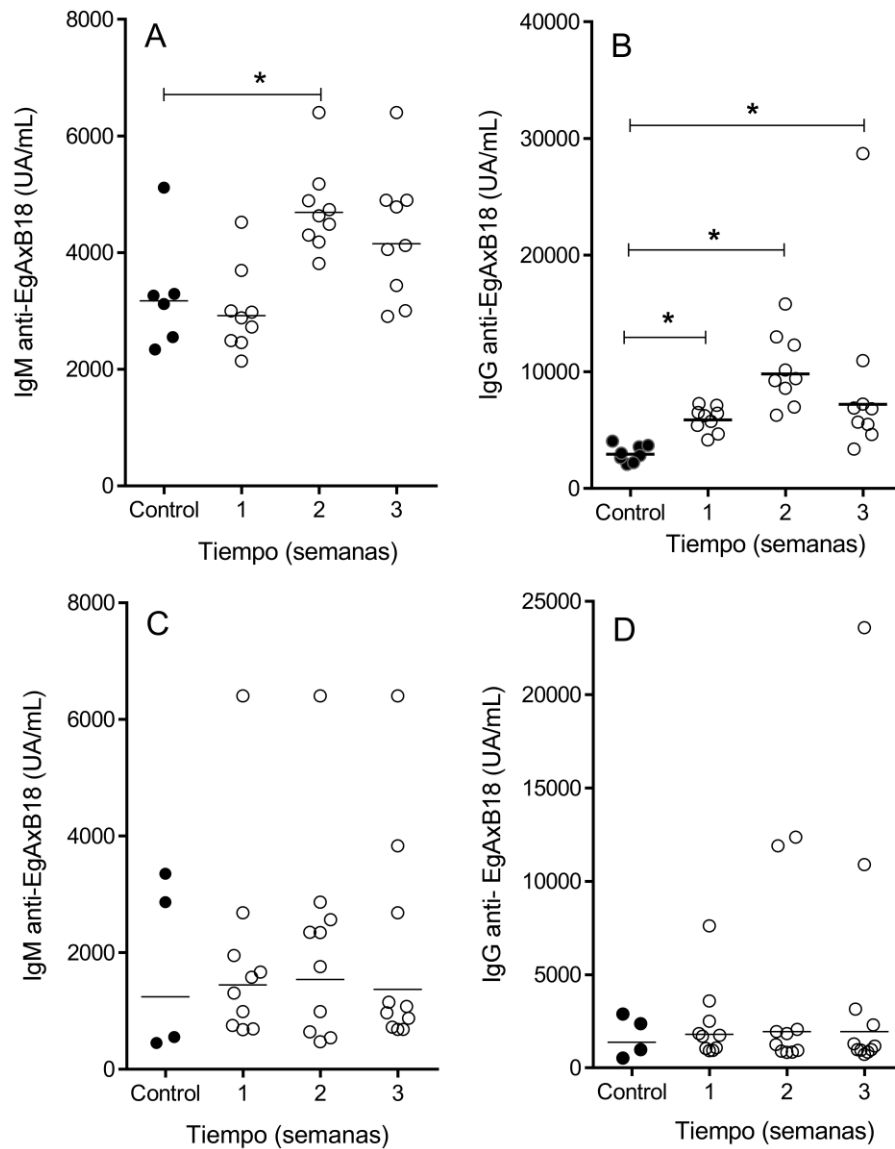 A
IgM anti-EgAxB18 (UA/mL)
8000
6000
4000
2000
0
*
Control 1 2 3
Tiempo (semanas)
B
IgG anti-EgAxB18 (UA/mL)
40000
30000
20000
10000
0
*
*
*
Control 1 2 3
Tiempo (semanas)
C
IgM anti-EgAxB18 (UA/mL)
8000
6000
4000
2000
0
Control 1 2 3
Tiempo (semanas)
D
IgG anti- EgAxB18 (UA/mL)
25000
20000
15000
10000
5000
0
Control 1 2 3
Tiempo (semanas)